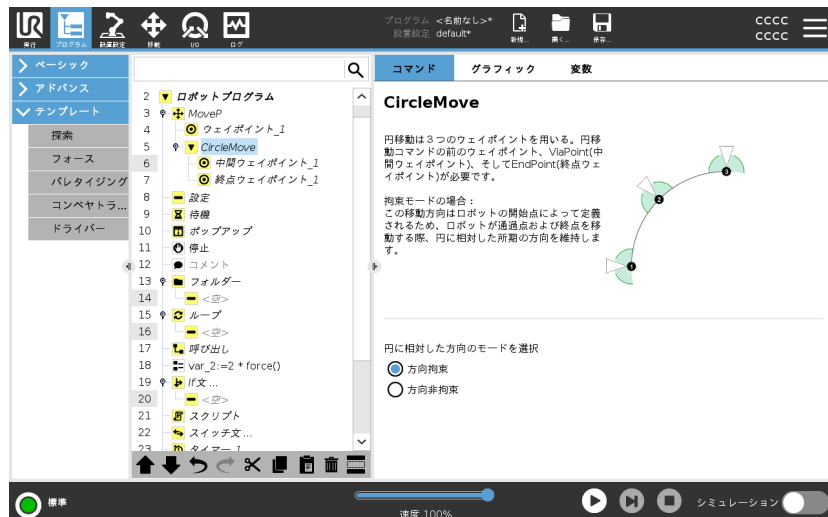 UR
実行
プログラム
設置設定
移動
I/O
ログ
プログラム <名前なし>*
設置設定 default*
新規...
開く...
保存...
CCCC
CCCC
ベーシック
アドバンス
テンプレート
探索
フォース
パレタイジング
コンベヤトラ...
ドライバー
2 ロボットプログラム
3 MoveP
4 ウェイポイント_1
5 CircleMove
6 中間ウェイポイント_1
7 終点ウェイポイント_1
8 設定
9 待機
10 ポップアップ
11 停止
12 コメント
13 フォルダー
14 <空>
15 ループ
16 <空>
17 呼び出し
18 var_2:=2 * force()
19 If文...
20 <空>
21 スクリプト
22 スイッチ文...
23 タイマー_1
コマンド
グラフィック
変数
CircleMove
円移動は３つのウェイポイントを用いる。円移
動コマンドの前のウェイポイント、ViaPoint(中
間ウェイポイント)、そしてEndPoint(終点ウェ
イポイント)が必要です。
拘束モードの場合：
この移動方向はロボットの開始点によって定義
されるため、ロボットが通過点および終点を移
動する際、円に相対した所期の方向を維持しま
す。
1
2
3
円に相対した方向のモードを選択
方向拘束
方向非拘束
標準
速度 100%
シミュレーション